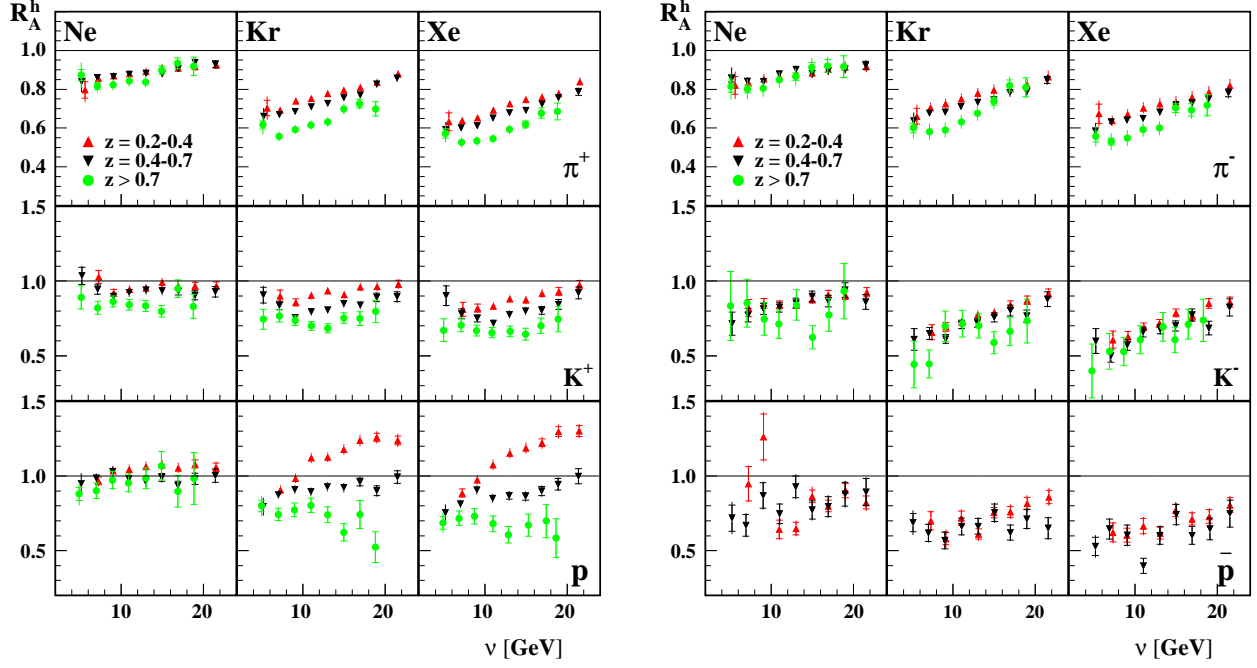 R_A^h
Ne
Kr
Xe
1.0
0.8
0.6
0.4
z = 0.2-0.4
z = 0.4-0.7
z > 0.7
π⁺
1.5
1.0
0.5
K⁺
1.5
1.0
0.5
p
10 20
10 20
10 20
ν [GeV]
R_A^h
Ne
Kr
Xe
1.0
0.8
0.6
0.4
z = 0.2-0.4
z = 0.4-0.7
z > 0.7
π⁻
1.5
1.0
0.5
K⁻
1.5
1.0
0.5
p̄
10 20
10 20
10 20
ν [GeV]